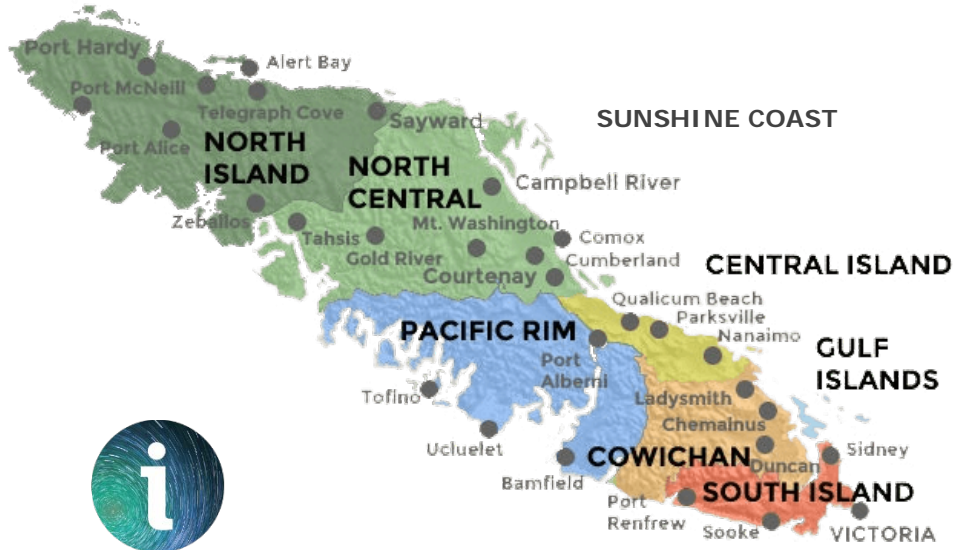 Port Hardy
Alert Bay
Port McNeill
Telegraph Cove
Sayward
SUNSHINE COAST
Port Alice
NORTH
ISLAND
NORTH
CENTRAL
Campbell River
Zeballos
Mt. Washington
Tahsis
Comox
Gold River
Cumberland
Courtenay
CENTRAL ISLAND
Qualicum Beach
Parksville
PACIFIC RIM
Nanaimo
GULF
ISLANDS
Port
Alberni
Tofino
Ladysmith
Chemainus
Ucluelet
COWICHAN
Duncan
Sidney
Bamfield
SOUTH ISLAND
Port
Renfrew
Sooke
VICTORIA
i